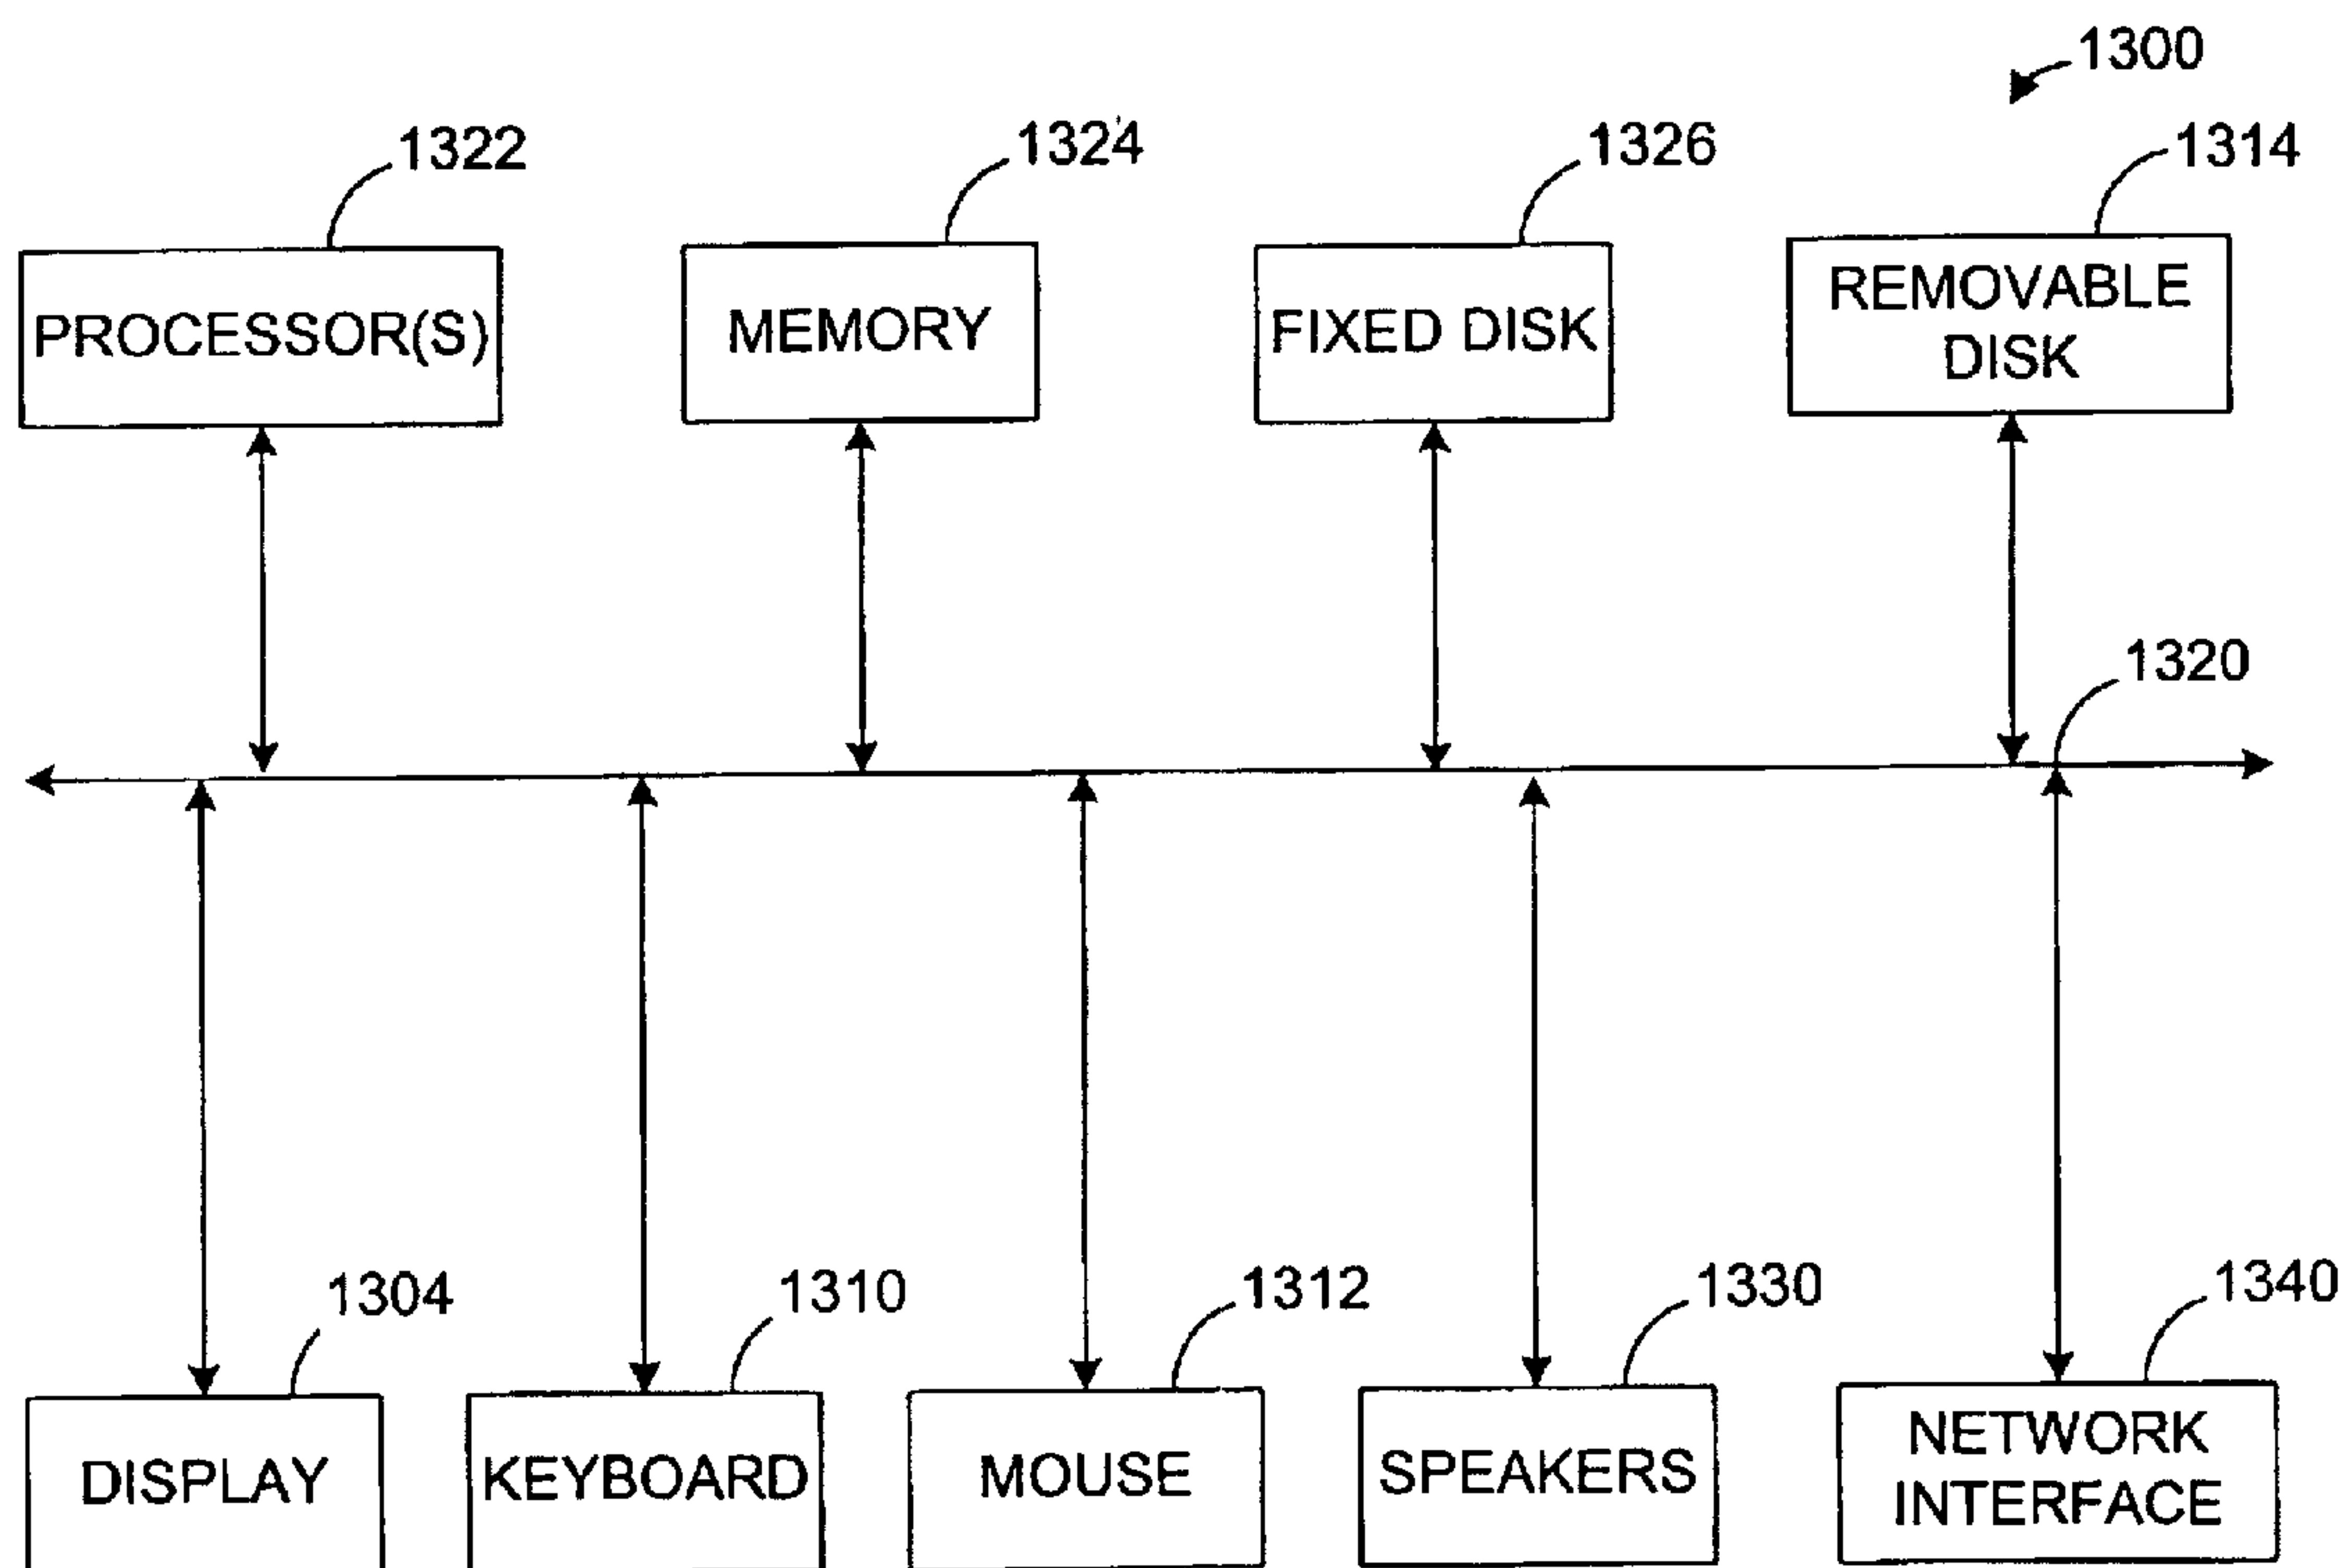 1300
1322
1324
1326
1314
PROCESSOR(S)
MEMORY
FIXED DISK
REMOVABLE
DISK
1320
1304
1310
1312
1330
1340
DISPLAY
KEYBOARD
MOUSE
SPEAKERS
NETWORK
INTERFACE